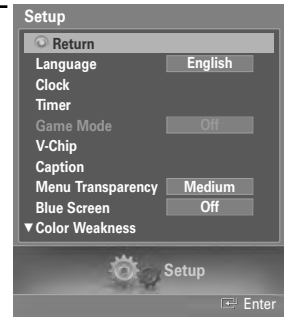 Setup
Return
Language English
Clock
Timer
Game Mode Off
V-Chip
Caption
Menu Transparency Medium
Blue Screen Off
▼Color Weakness
Setup
Enter